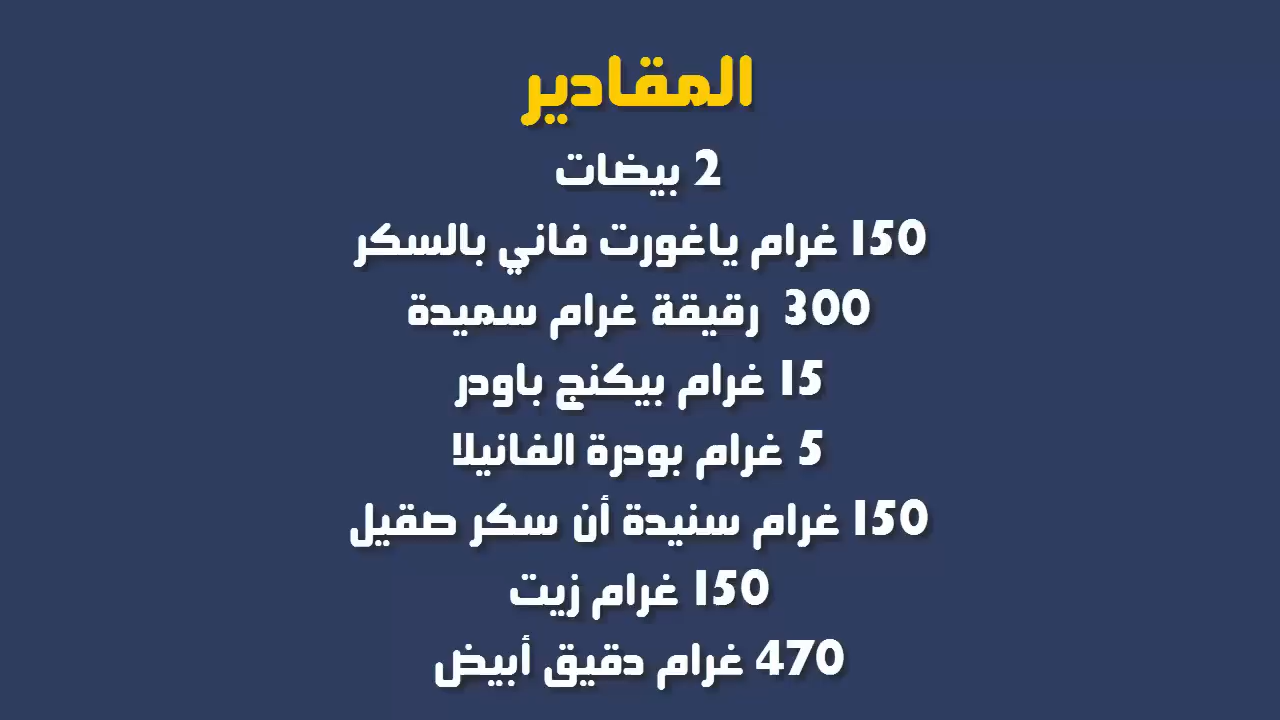 المقادير
2 بيضات
150 غرام ياغورت فاني بالسكر
300 رقيقة غرام سميدة
15 غرام بيكنج باودر
5 غرام بودرة الفانيلا
150 غرام سنيدة أن سكر صقيل
150 غرام زيت
470 غرام دقيق أبيض